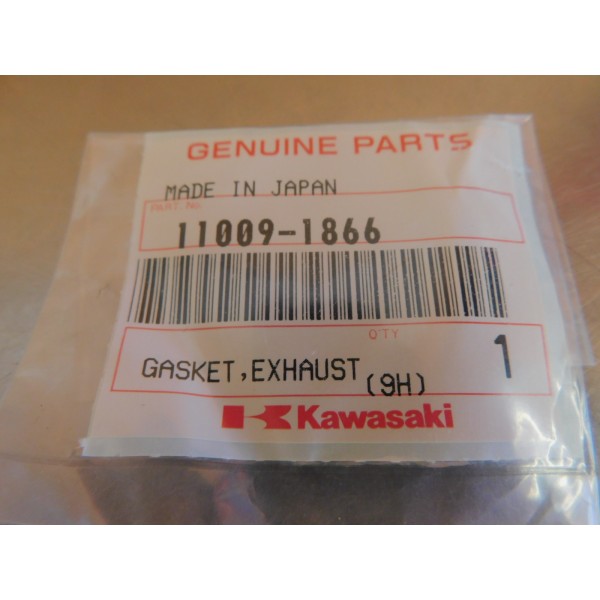 GENUINE PARTS
MADE IN JAPAN
PART No.
11009-1866
Q'TY
GASKET,EXHAUST (9H) 1
Kawasaki